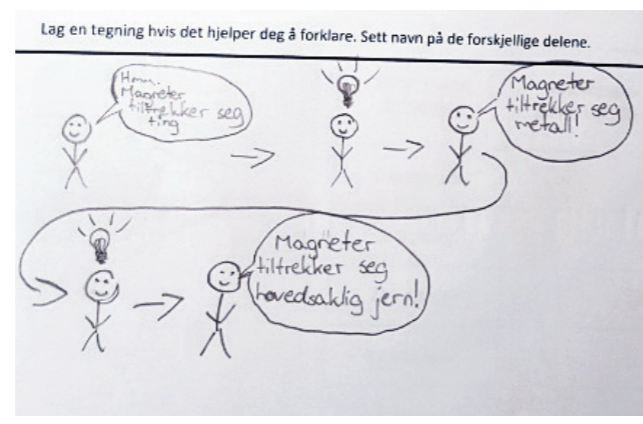 Lag en tegning hvis det hjelper deg å forklare. Sett navn på de forskjellige delene.
Hmm.
Magneter
tiltrekker seg
ting
Magneter
tiltrekker seg
metall!
Magneter
tiltrekker seg
hovedsaklig jern!